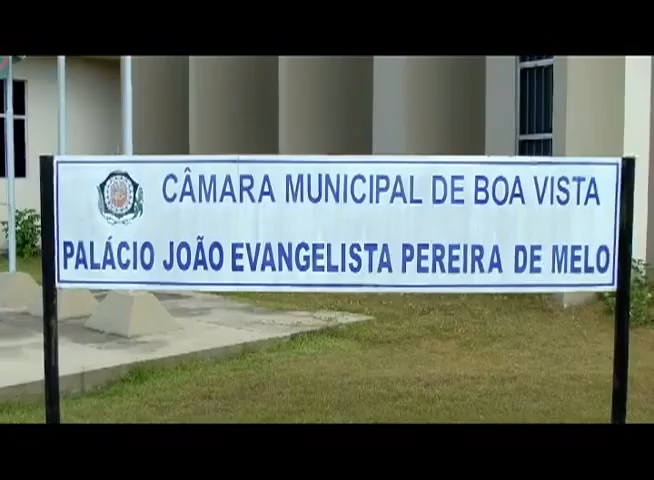 CÂMARA MUNICIPAL DE BOA VISTA
PALÁCIO JOÃO EVANGELISTA PEREIRA DE MELO